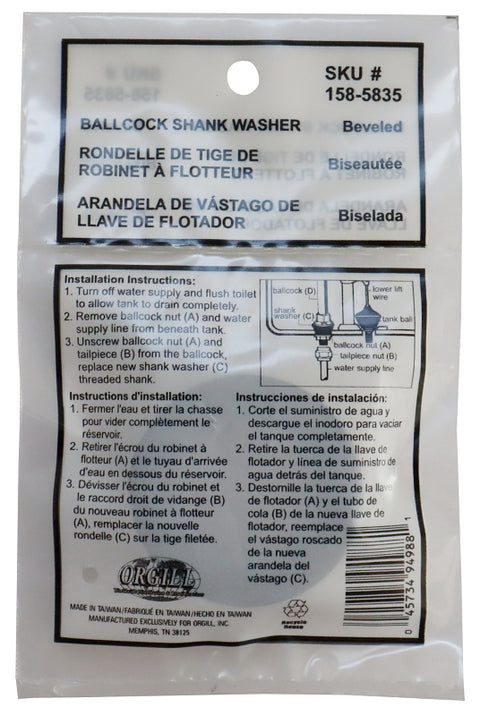 SKU #
158-5835
BALLCOCK SHANK WASHER Beveled
RONDELLE DE TIGE DE
ROBINET À FLOTTEUR Biseautée
ARANDELA DE VÁSTAGO DE
LLAVE DE FLOTADOR Biselada
Installation Instructions:
1. Turn off water supply and flush toilet
to allow tank to drain completely.
2. Remove ballcock nut (A) and water
supply line from beneath tank.
3. Unscrew ballcock nut (A) and
tailpiece (B) from the ballcock,
replace new shank washer (C)
threaded shank.
ballcock (D)
lower lift
wire
shank
washer (C)
tank ball
ballcock nut (A)
tailpiece nut (B)
water supply line
Instructions d'installation:
1. Fermer l'eau et tirer la chasse
pour vider complètement le
réservoir.
2. Retirer l'écrou du robinet à
flotteur (A) et le tuyau d'arrivée
d'eau en dessous du réservoir.
3. Dévisser l'écrou du robinet et
le raccord droit de vidange (B)
du nouveau robinet à flotteur
(A), remplacer la nouvelle
rondelle (C) sur la tige filetée.
Instrucciones de instalación:
1. Corte el suministro de agua y
descargue el inodoro para vaciar
el tanque completamente.
2. Retire la tuerca de la llave de
flotador y línea de suministro de
agua detrás del tanque.
3. Destornille la tuerca de la llave
de flotador (A) y el tubo de
cola (B) de la nueva llave de
flotador, reemplace
el vástago roscado
de la nueva
arandela del
vástago (C).
ORGILL
MADE IN TAIWAN/FABRIQUÉ EN TAIWAN/HECHO EN TAIWAN
MANUFACTURED EXCLUSIVELY FOR ORGILL, INC.
MEMPHIS, TN 38125
Recycle
Reuse
0 45734 94988 1